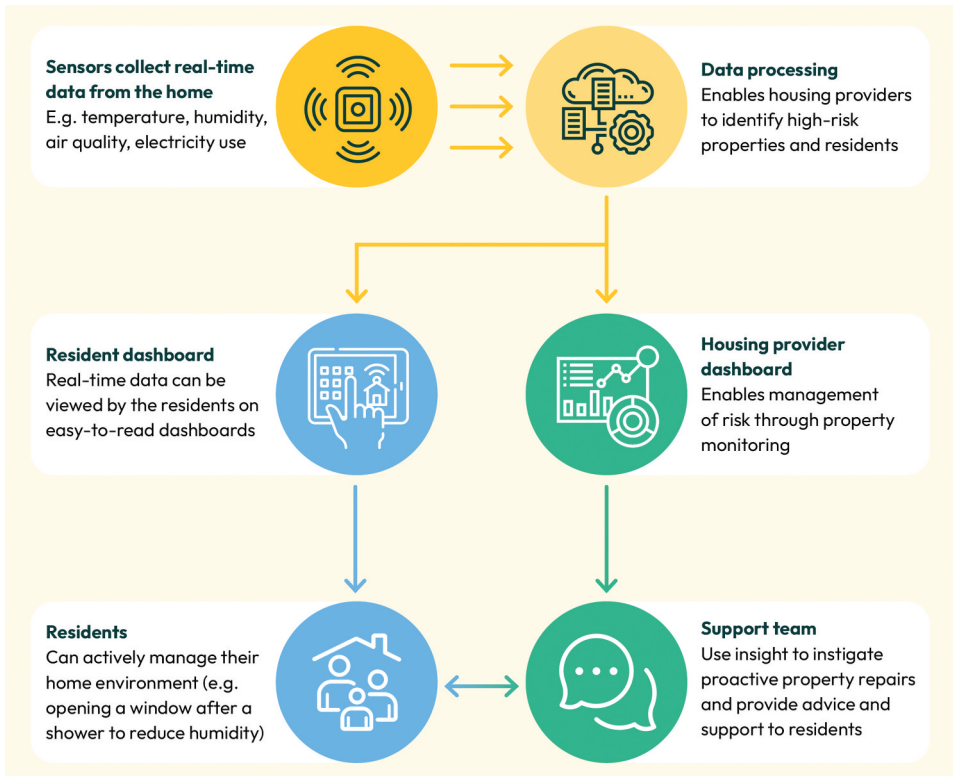 Sensors collect real-time
data from the home
E.g. temperature, humidity,
air quality, electricity use
Data processing
Enables housing providers
to identify high-risk
properties and residents
Resident dashboard
Real-time data can be
viewed by the residents on
easy-to-read dashboards
Housing provider
dashboard
Enables management
of risk through property
monitoring
Residents
Can actively manage their
home environment (e.g.
opening a window after a
shower to reduce humidity)
Support team
Use insight to instigate
proactive property repairs
and provide advice and
support to residents